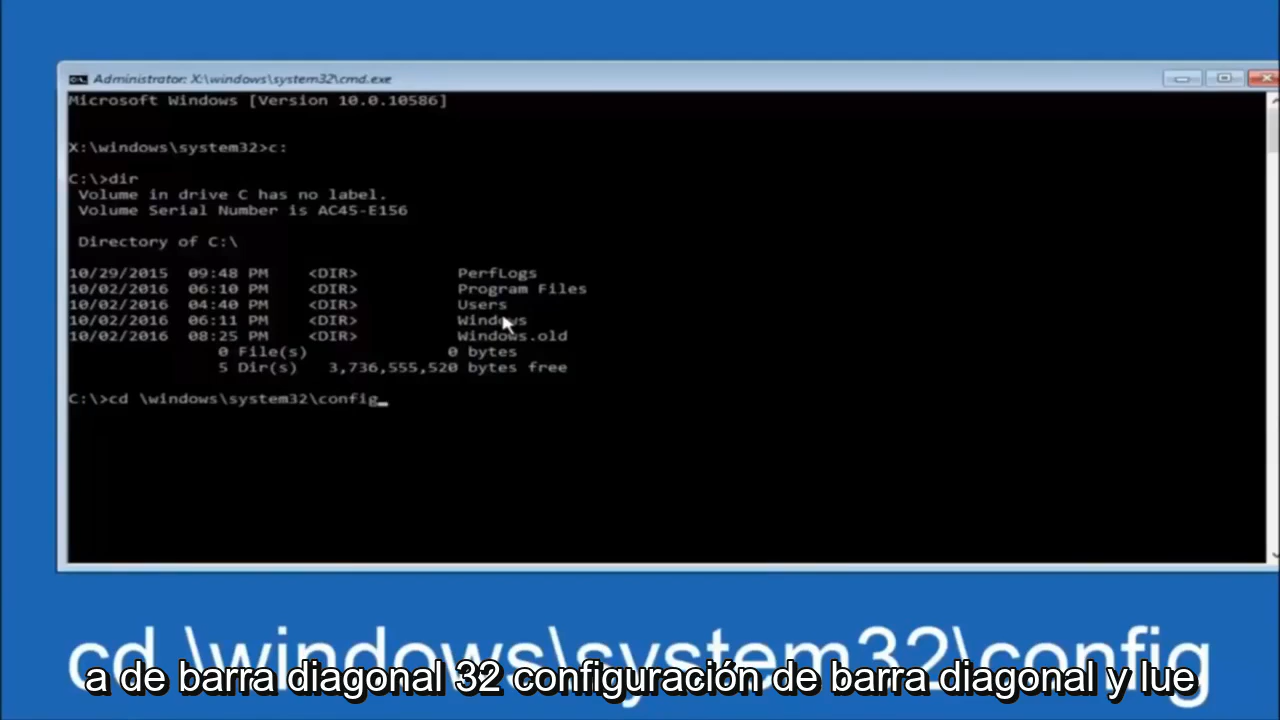 Administrator: X:\windows\system32\cmd.exe
Microsoft Windows [Version 10.0.10586]
X:\windows\system32>c:
C:\>dir
Volume in drive C has no label.
Volume Serial Number is AC45-E156
Directory of C:\
10/29/2015 09:48 PM <DIR> PerfLogs
10/02/2016 06:10 PM <DIR> Program Files
10/02/2016 04:40 PM <DIR> Users
10/02/2016 06:11 PM <DIR> Windows
10/02/2016 08:25 PM <DIR> Windows.old
0 File(s) 0 bytes
5 Dir(s) 3,736,555,520 bytes free
C:\>cd \windows\system32\config_
cd \windows\system32\config
a de barra diagonal 32 configuración de barra diagonal y lue